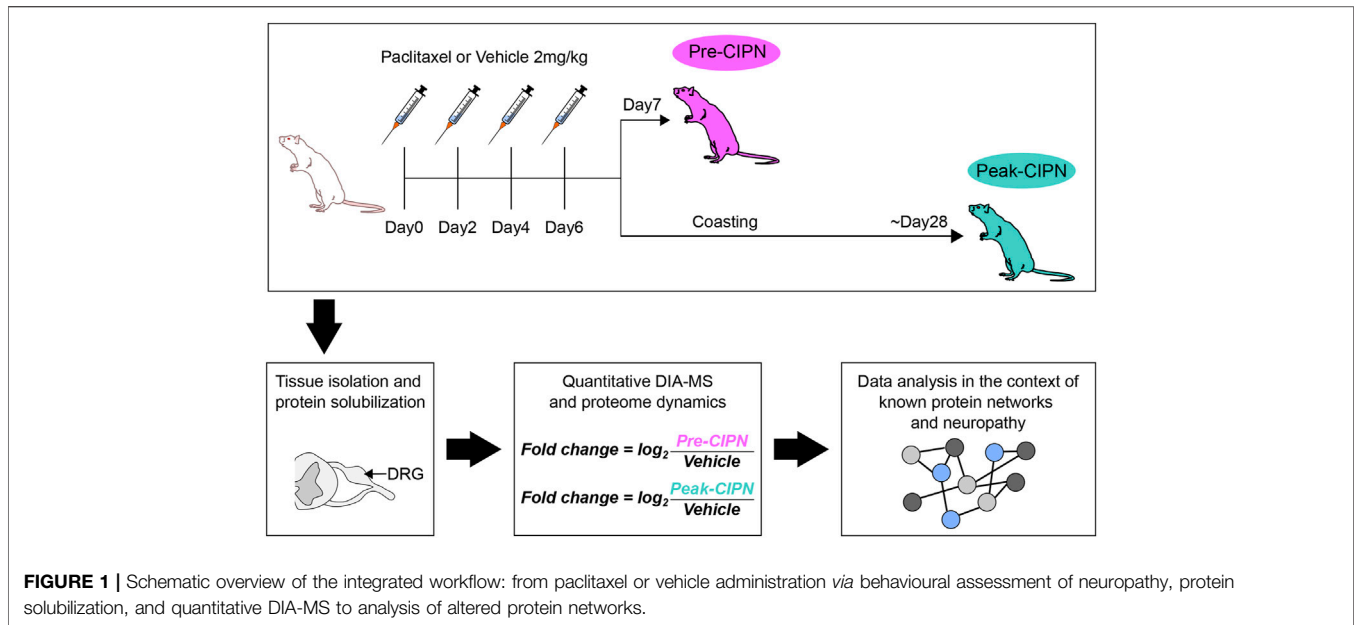 Paclitaxel or Vehicle 2mg/kg
Pre-CIPN
Day7
Peak-CIPN
Day0 Day2 Day4 Day6
Coasting
~Day28
Tissue isolation and
protein solubilization
DRG
Quantitative DIA-MS
and proteome dynamics
Fold change = log₂ Pre-CIPN / Vehicle
Fold change = log₂ Peak-CIPN / Vehicle
Data analysis in the context of
known protein networks
and neuropathy
FIGURE 1 | Schematic overview of the integrated workflow: from paclitaxel or vehicle administration via behavioural assessment of neuropathy, protein
solubilization, and quantitative DIA-MS to analysis of altered protein networks.